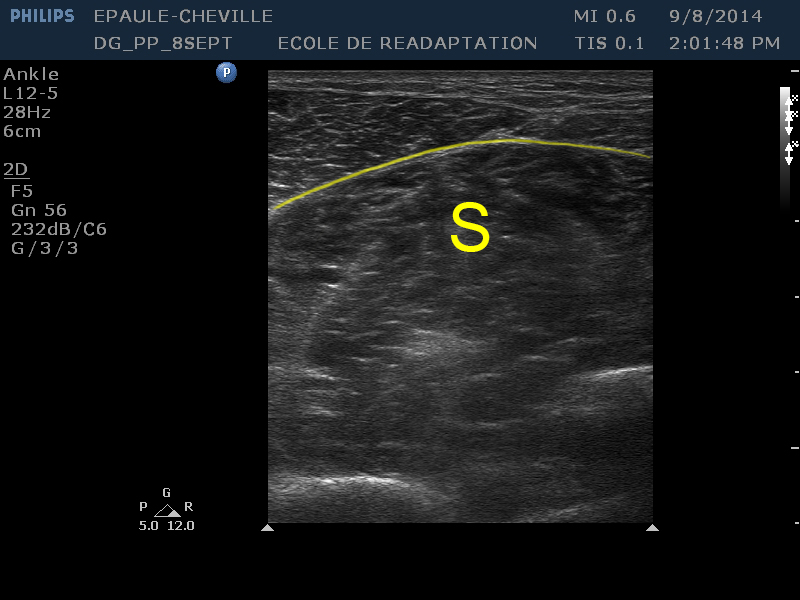 PHILIPS EPAULE-CHEVILLE MI 0.6 9/8/2014
DG_PP_8SEPT ECOLE DE READAPTATION TIS 0.1 2:01:48 PM
Ankle
L12-5
28Hz
6cm
2D
F5
Gn 56
232dB/C6
G/3/3
P
S
G
P R
5.0 12.0